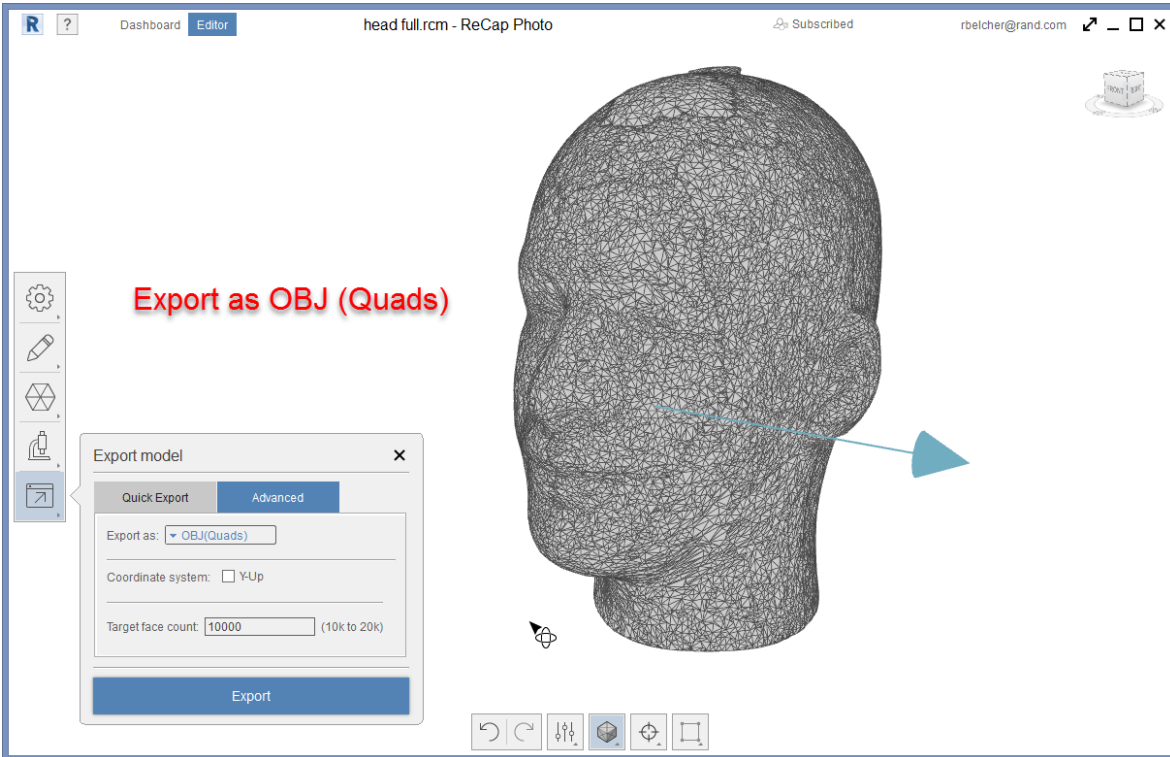 R ? Dashboard Editor head full.rcm - ReCap Photo Subscribed rbelcher@rand.com
FRONT
Export as OBJ (Quads)
Export model
Quick Export Advanced
Export as: OBJ(Quads)
Coordinate system: Y-Up
Target face count: 10000 (10k to 20k)
Export